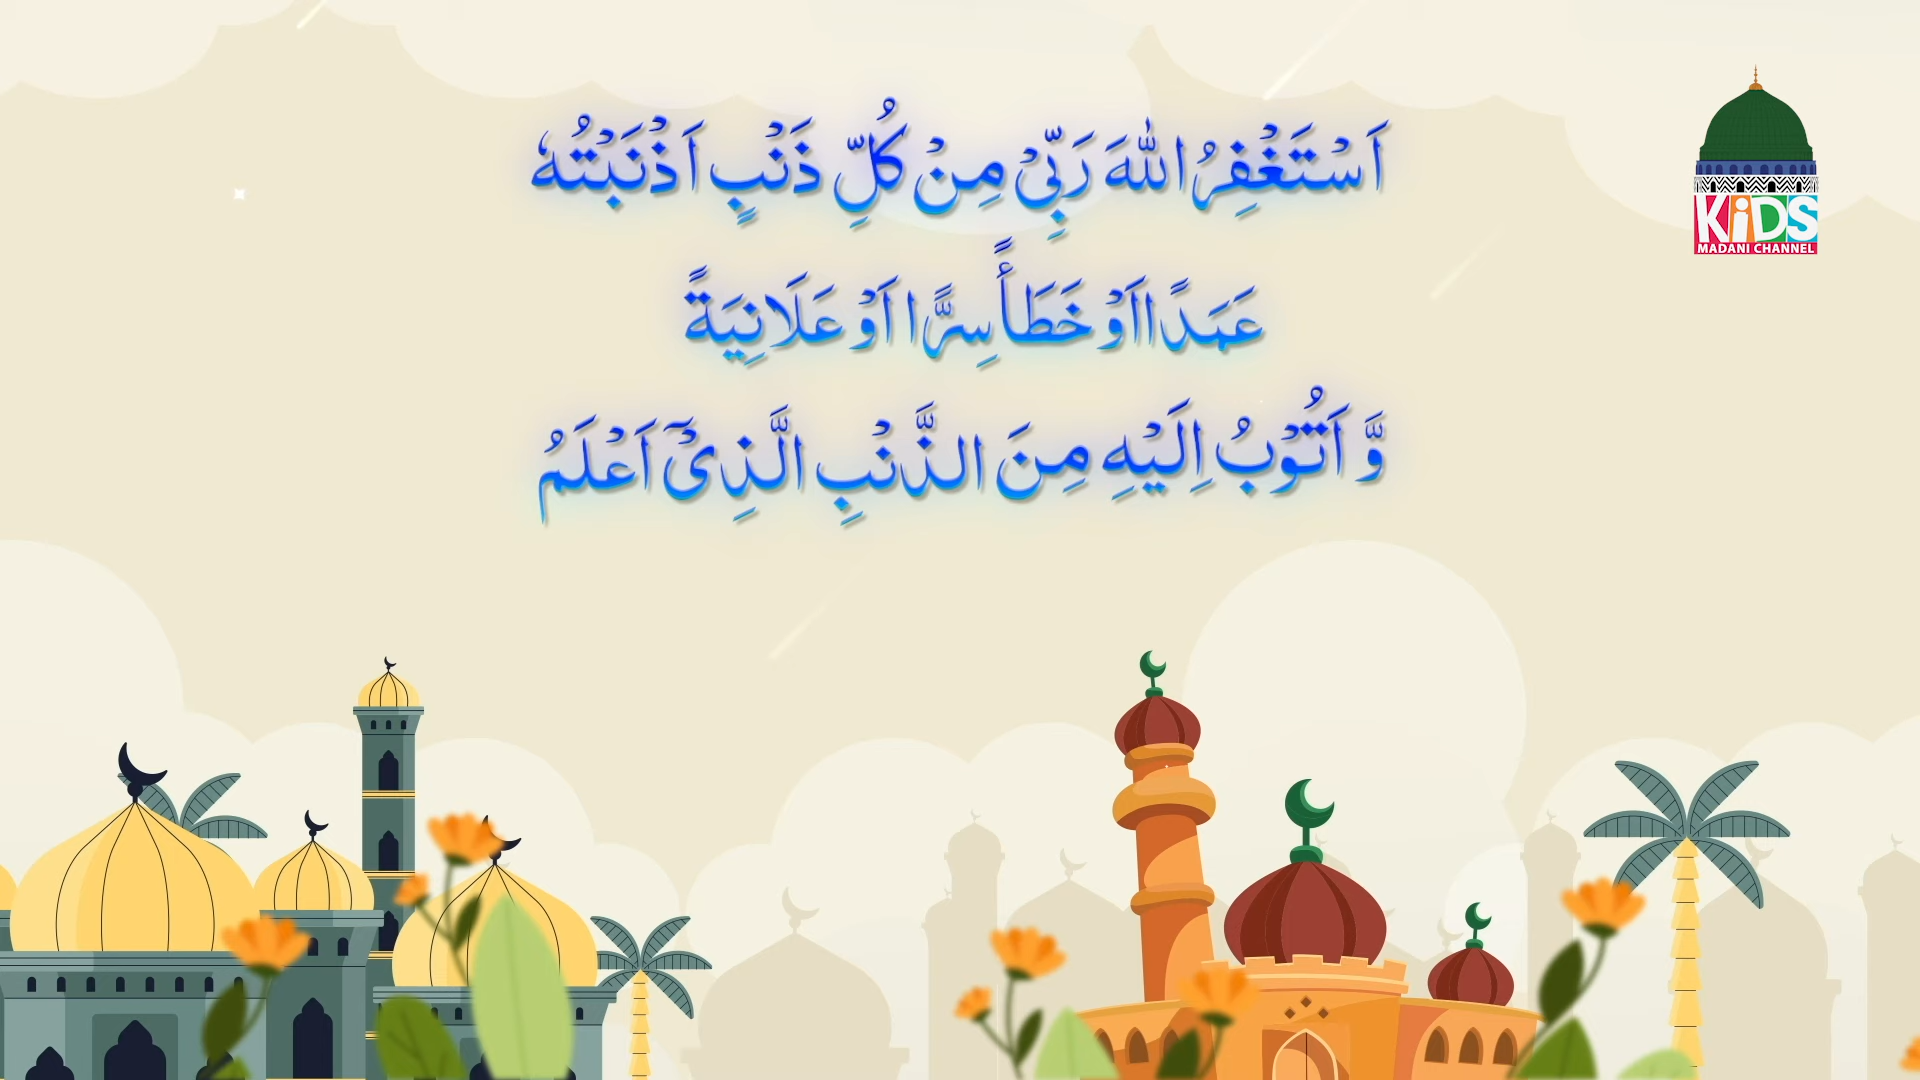 اَسْتَغْفِرُ اللهَ رَبِّیْ مِنْ کُلِّ ذَنْۢبٍ اَذْنَبْتُہٗ
عَمَدًا اَوْ خَطَأً سِرًّا اَوْ عَلَانِیَۃً
وَّ اَتُوْبُ اِلَیْہِ مِنَ الذَّنْۢبِ الَّذِیْۤ اَعْلَمُ
KiDS
MADANI CHANNEL